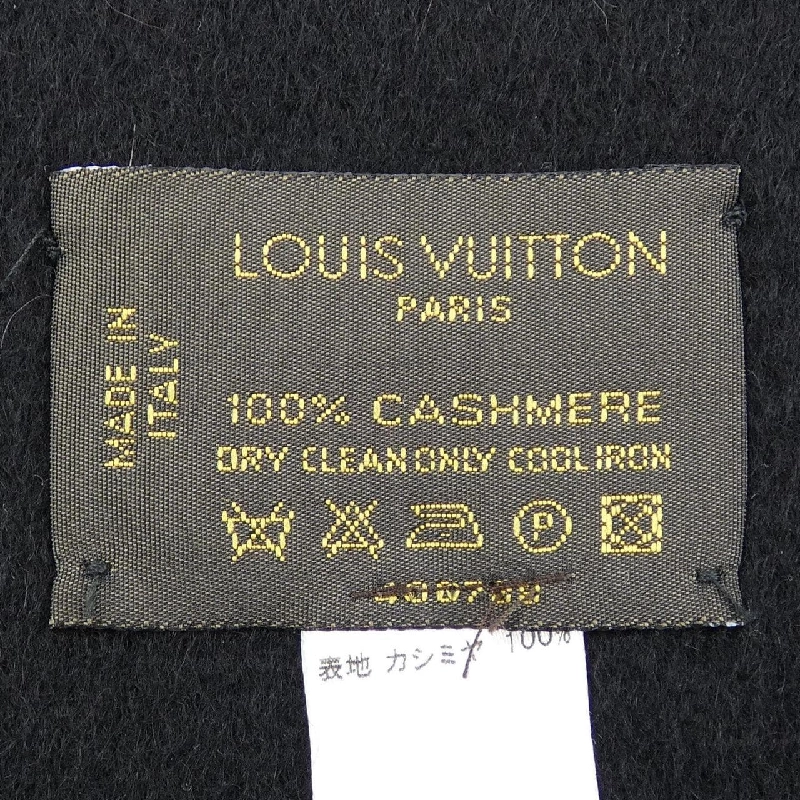 LOUIS VUITTON
PARIS
MADE IN
ITALY
100% CASHMERE
DRY CLEAN ONLY COOL IRON
P
表地 カシミヤ 100%